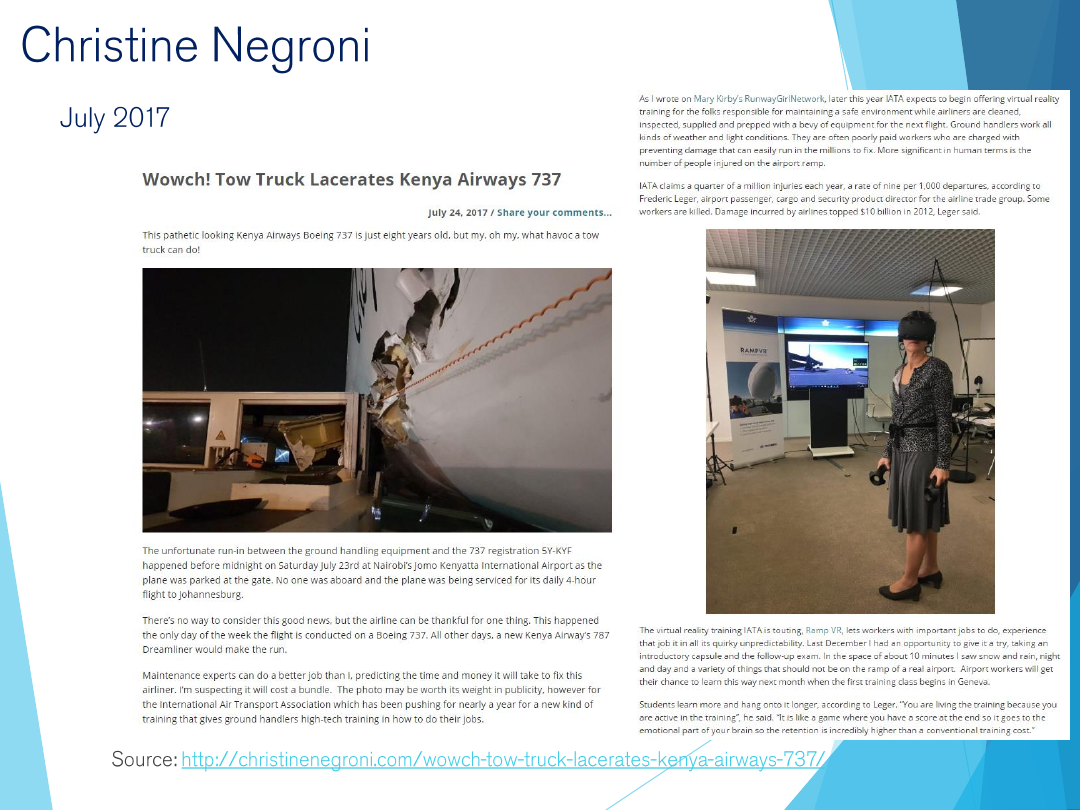 Christine Negroni
July 2017
Wowch! Tow Truck Lacerates Kenya Airways 737
July 24, 2017 / Share your comments...
This pathetic looking Kenya Airways Boeing 737 is just eight years old, but my, oh my, what havoc a tow
truck can do!
The unfortunate run-in between the ground handling equipment and the 737 registration 5Y-KYF
happened before midnight on Saturday July 23rd at Nairobi's Jomo Kenyatta International Airport as the
plane was parked at the gate. No one was aboard and the plane was being serviced for its daily 4-hour
flight to Johannesburg.
There's no way to consider this good news, but the airline can be thankful for one thing. This happened
the only day of the week the flight is conducted on a Boeing 737. All other days, a new Kenya Airway's 787
Dreamliner would make the run.
Maintenance experts can do a better job than I, predicting the time and money it will take to fix this
airliner. I'm suspecting it will cost a bundle. The photo may be worth its weight in publicity, however for
the International Air Transport Association which has been pushing for nearly a year for a new kind of
training that gives ground handlers high-tech training in how to do their jobs.
As I wrote on Mary Kirby's RunwayGirlNetwork, later this year IATA expects to begin offering virtual reality
training for the folks responsible for maintaining a safe environment while airliners are cleaned,
inspected, supplied and prepped with a bevy of equipment for the next flight. Ground handlers work all
kinds of weather and light conditions. They are often poorly paid workers who are charged with
preventing damage that can easily run in the millions to fix. More significant in human terms is the
number of people injured on the airport ramp.
IATA claims a quarter of a million injuries each year, a rate of nine per 1,000 departures, according to
Frederic Leger, airport passenger, cargo and security product director for the airline trade group. Some
workers are killed. Damage incurred by airlines topped $10 billion in 2012, Leger said.
RAMPVR
The virtual reality training IATA is touting, Ramp VR, lets workers with important jobs to do, experience
that job it in all its quirky unpredictability. Last December I had an opportunity to give it a try, taking an
introductory capsule and the follow-up exam. In the space of about 10 minutes I saw snow and rain, night
and day and a variety of things that should not be on the ramp of a real airport. Airport workers will get
their chance to learn this way next month when the first training class begins in Geneva.
Students learn more and hang onto it longer, according to Leger. "You are living the training because you
are active in the training", he said. "It is like a game where you have a score at the end so it goes to the
emotional part of your brain so the retention is incredibly higher than a conventional training cost."
Source: http://christinenegroni.com/wowch-tow-truck-lacerates-kenya-airways-737/